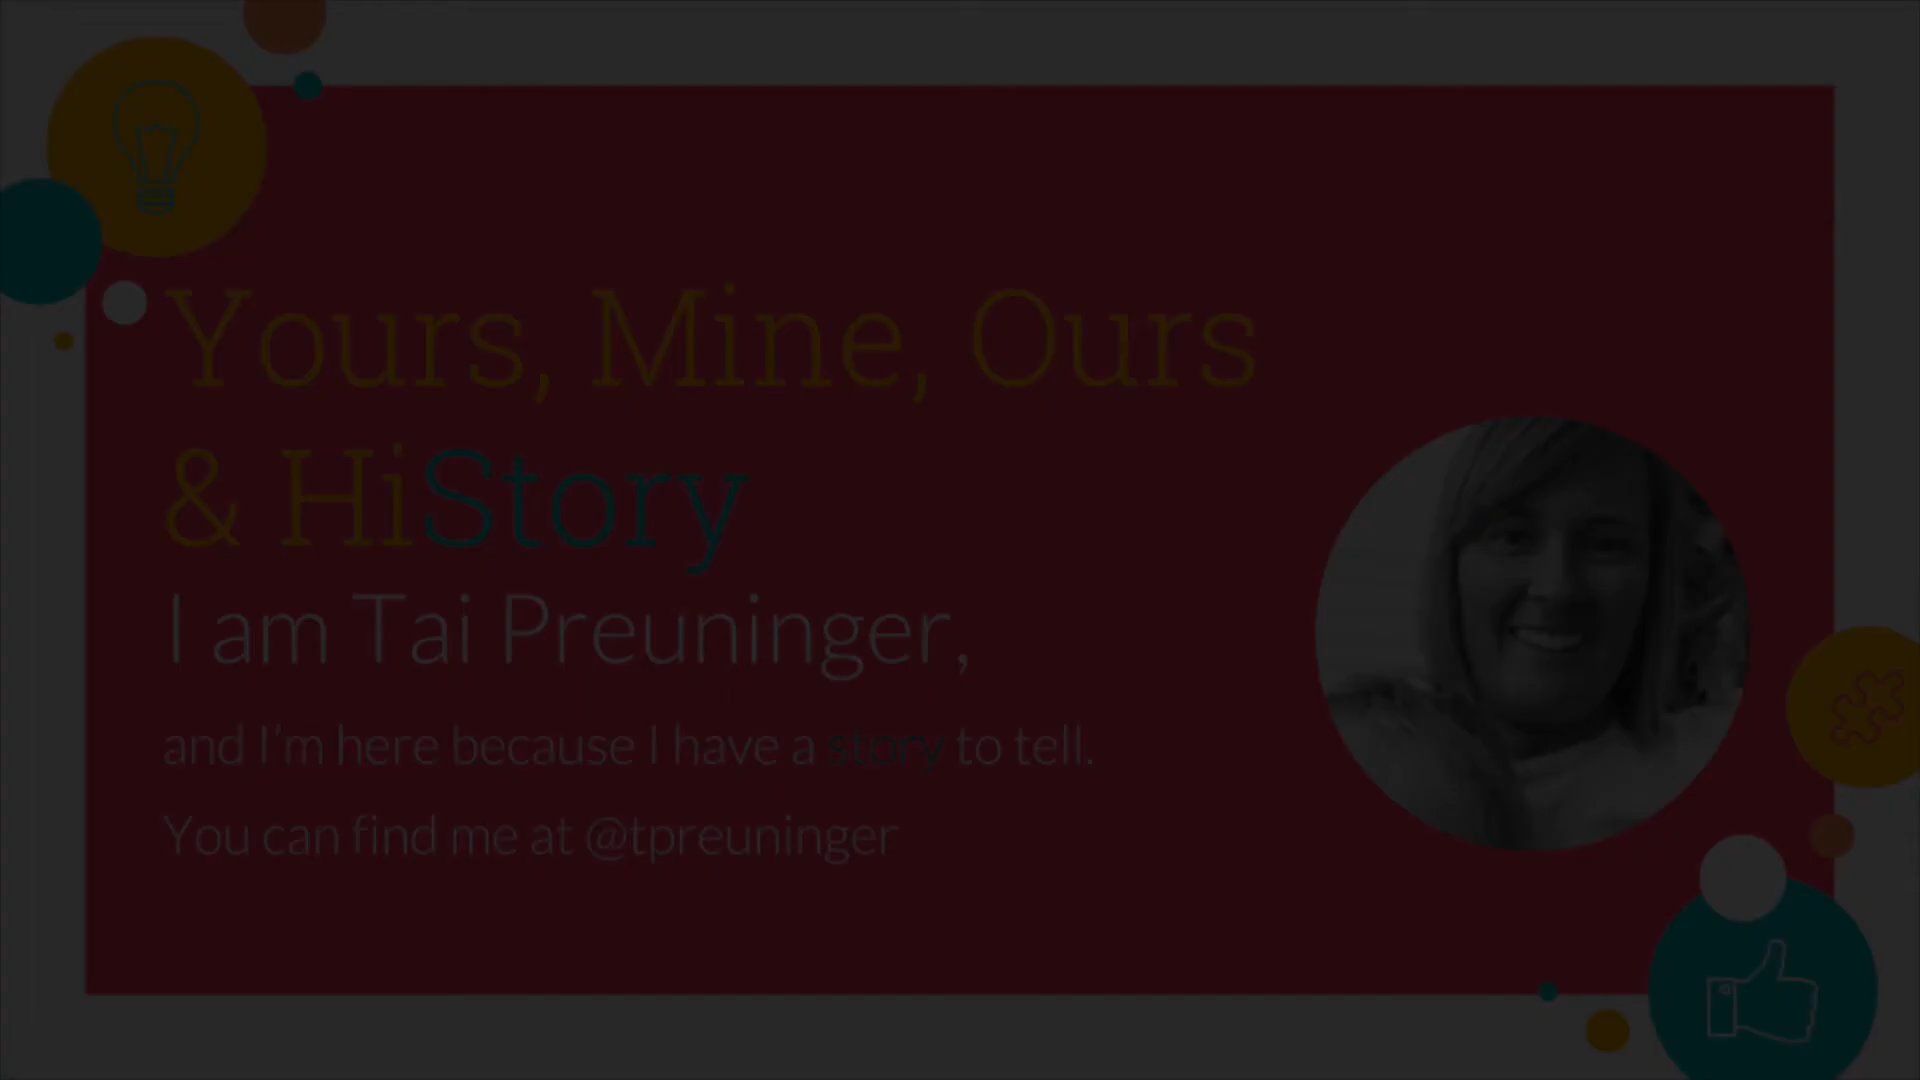 Yours, Mine, Ours
& HiStory
I am Tai Preuninger,
and I’m here because I have a story to tell.
You can find me at @tpreuninger